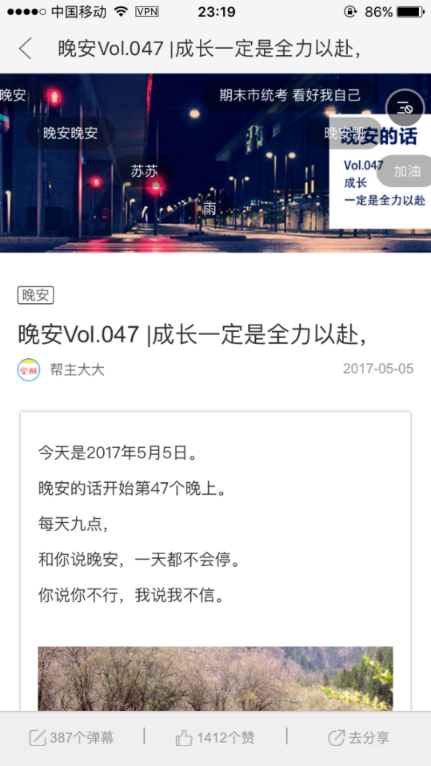 中国移动 VPN 23:19 86%
晚安Vol.047 |成长一定是全力以赴,
晚安 期末市统考 看好我自己
晚安晚安
晚安的话
苏苏
Vol.047
加油
成长
雨
一定是全力以赴
晚安
晚安Vol.047 |成长一定是全力以赴,
帮主大大 2017-05-05
今天是2017年5月5日。
晚安的话开始第47个晚上。
每天九点，
和你说晚安，一天都不会停。
你说你不行，我说我不信。
387个弹幕 | 1412个赞 | 去分享